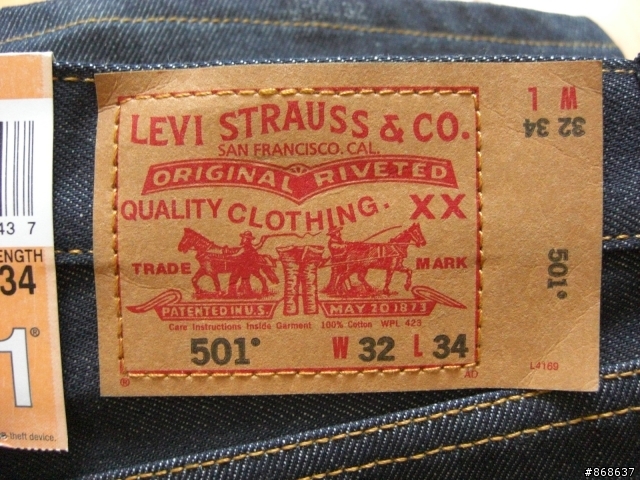 LEVI STRAUSS & CO.
SAN FRANCISCO. CAL.
ORIGINAL RIVETED
QUALITY CLOTHING. XX
TRADE MARK
PATENTED IN U.S MAY 20 1873
Care Instructions Inside Garment 100% Cotton WPL 423
501® W 32 L 34
® AD
W L
32 34
501®
L4169
43 7
ENGTH
34
1®
theft device.
#868637